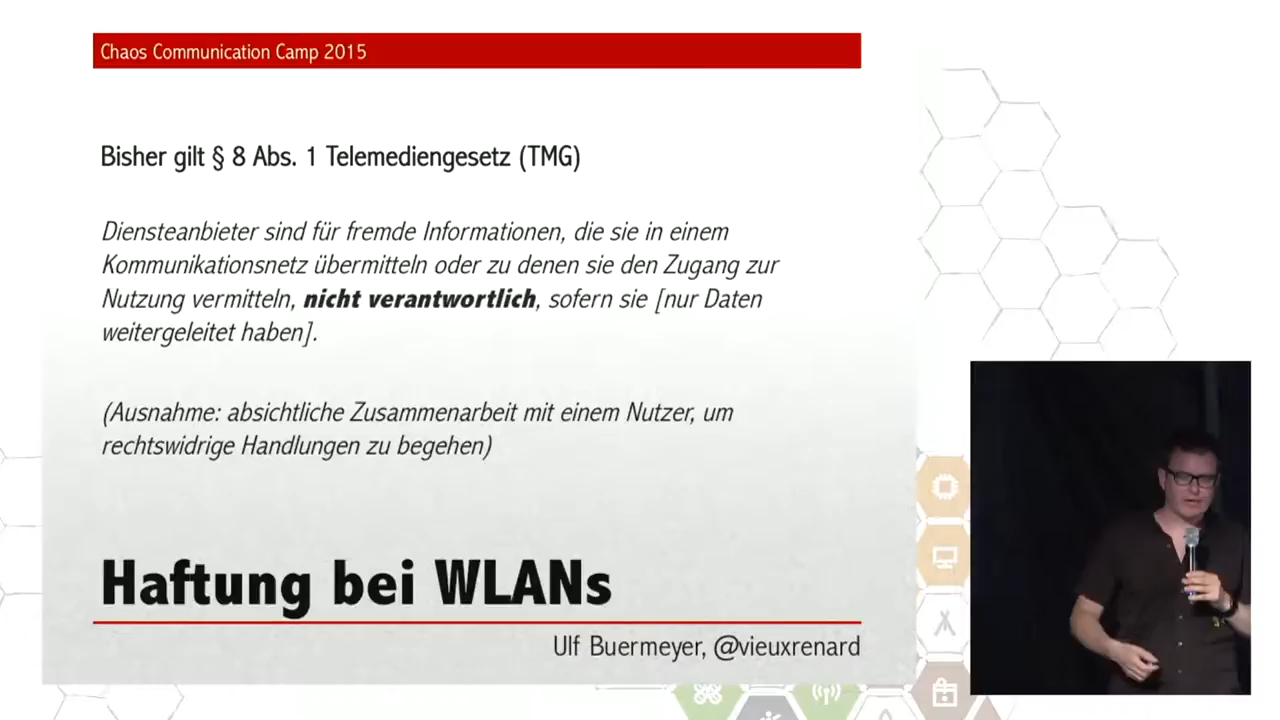 Chaos Communication Camp 2015
Bisher gilt § 8 Abs. 1 Telemediengesetz (TMG)
Diensteanbieter sind für fremde Informationen, die sie in einem
Kommunikationsnetz übermitteln oder zu denen sie den Zugang zur
Nutzung vermitteln, nicht verantwortlich, sofern sie [nur Daten
weitergeleitet haben].
(Ausnahme: absichtliche Zusammenarbeit mit einem Nutzer, um
rechtswidrige Handlungen zu begehen)
Haftung bei WLANs
Ulf Buermeyer, @vieuxrenard